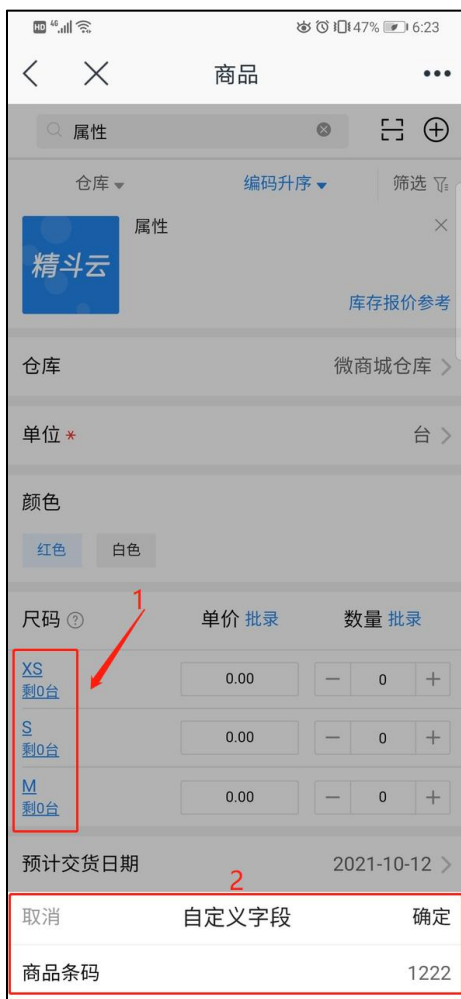 HD 46 47% 6:23
商品
属性
仓库 编码升序 筛选
精斗云 属性
库存报价参考
仓库 微商城仓库
单位 * 台
颜色
红色 白色
1
尺码 ? 单价 批录 数量 批录
XS 0.00 — 0 +
剩0台
S 0.00 — 0 +
剩0台
M 0.00 — 0 +
剩0台
预计交货日期 2021-10-12
2
取消 自定义字段 确定
商品条码 1222